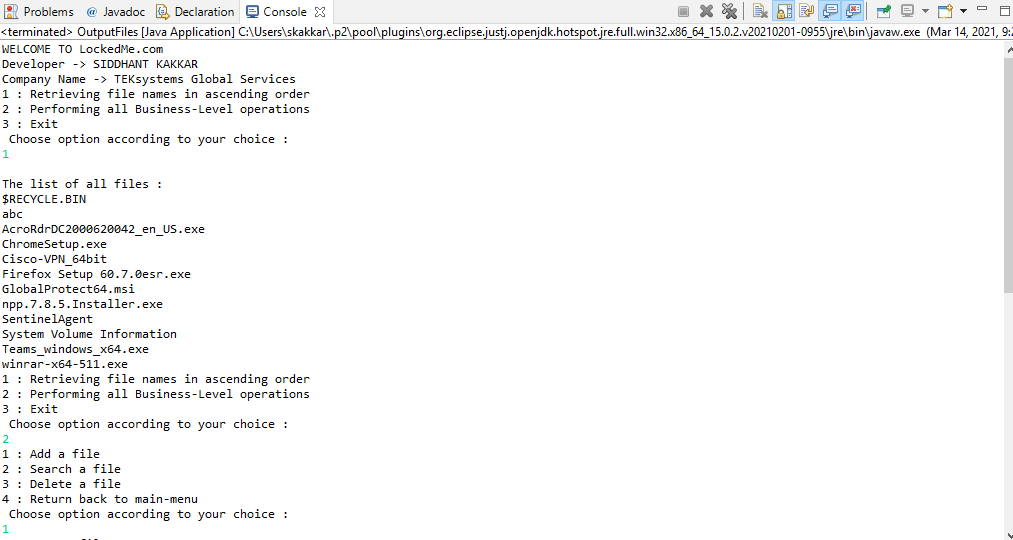 Problems @ Javadoc Declaration Console
<terminated> OutputFiles [Java Application] C:\Users\skakkar\.p2\pool\plugins\org.eclipse.justj.openjdk.hotspot.jre.full.win32.x86_64_15.0.2.v20210201-0955\jre\bin\javaw.exe (Mar 14, 2021, 9:2
WELCOME TO LockedMe.com
Developer -> SIDDHANT KAKKAR
Company Name -> TEKsystems Global Services
1 : Retrieving file names in ascending order
2 : Performing all Business-Level operations
3 : Exit
Choose option according to your choice :
1
The list of all files :
$RECYCLE.BIN
abc
AcroRdrDC2000620042_en_US.exe
ChromeSetup.exe
Cisco-VPN_64bit
Firefox Setup 60.7.0esr.exe
GlobalProtect64.msi
npp.7.8.5.Installer.exe
SentinelAgent
System Volume Information
Teams_windows_x64.exe
winrar-x64-511.exe
1 : Retrieving file names in ascending order
2 : Performing all Business-Level operations
3 : Exit
Choose option according to your choice :
2
1 : Add a file
2 : Search a file
3 : Delete a file
4 : Return back to main-menu
Choose option according to your choice :
1